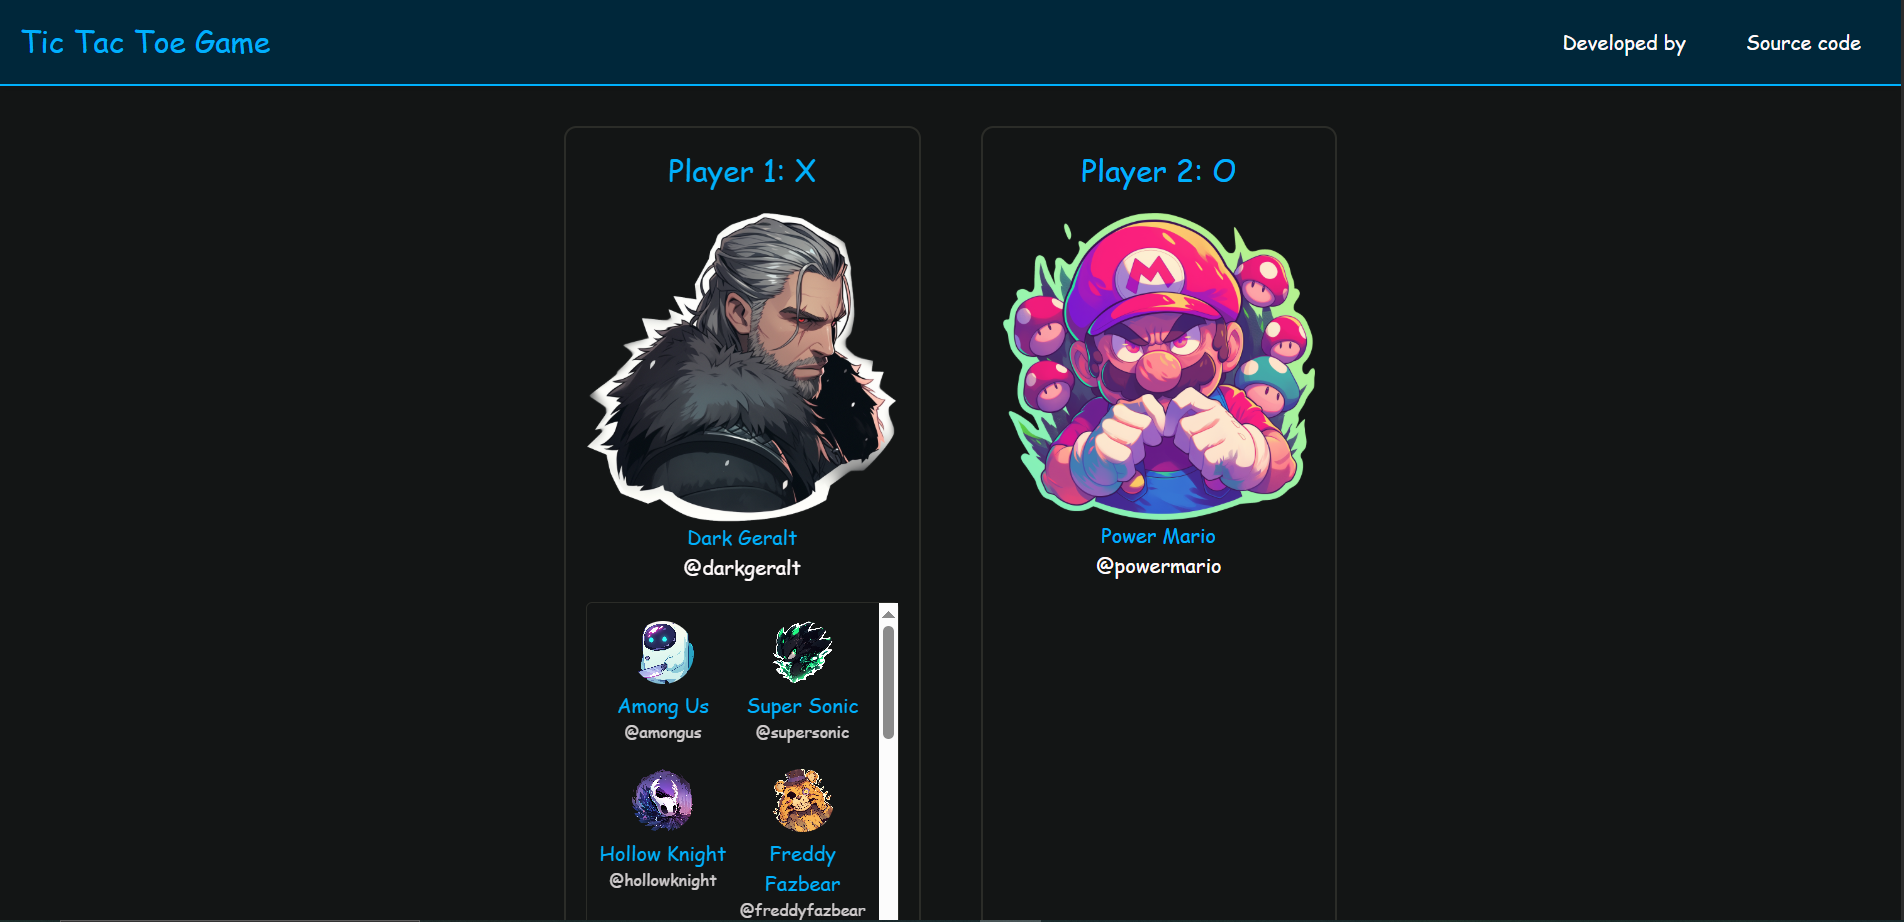 Tic Tac Toe Game
Developed by
Source code
Player 1: X
Dark Geralt
@darkgeralt
Among Us
@amongus
Super Sonic
@supersonic
Hollow Knight
@hollowknight
Freddy
Fazbear
@freddyfazbear
Player 2: O
M
Power Mario
@powermario